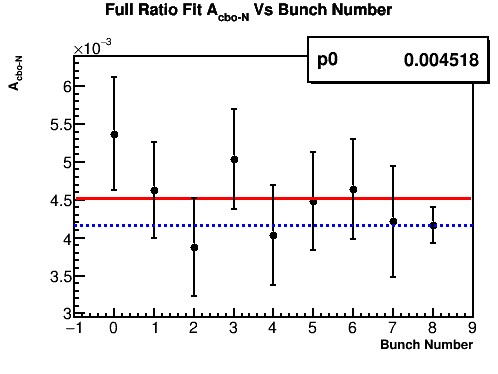 Full Ratio Fit A_cbo-N Vs Bunch Number
×10⁻³
p0 0.004518
A_cbo-N
6
5.5
5
4.5
4
3.5
3
−1 0 1 2 3 4 5 6 7 8 9
Bunch Number